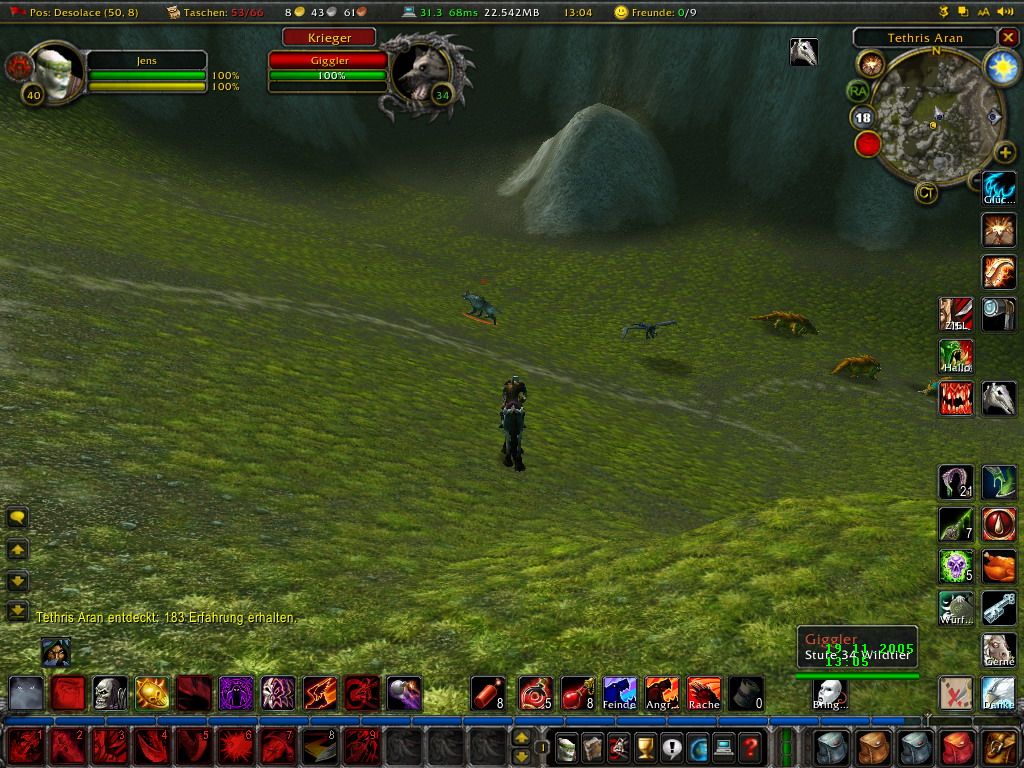 Pos: Desolace (50, 8) Taschen: 53/66 8 43 61 31.3 68ms 22.542MB 13:04 Freunde: 0/9
Krieger
Tethris Aran
N
Jens
100%
100%
40
Giggler
100%
34
RA
18
CT
ZIEL
Hallo
21
7
5
Würf...
Gerne
Tethris Aran entdeckt: 183 Erfahrung erhalten.
Giggler
Stufe 34 Wildtier
19.11.2005
13.05
8
5
8
Feinde
Angr...
Rache
0
Bring...
Danke
1 2 3 4 5 6 7 8 9
1